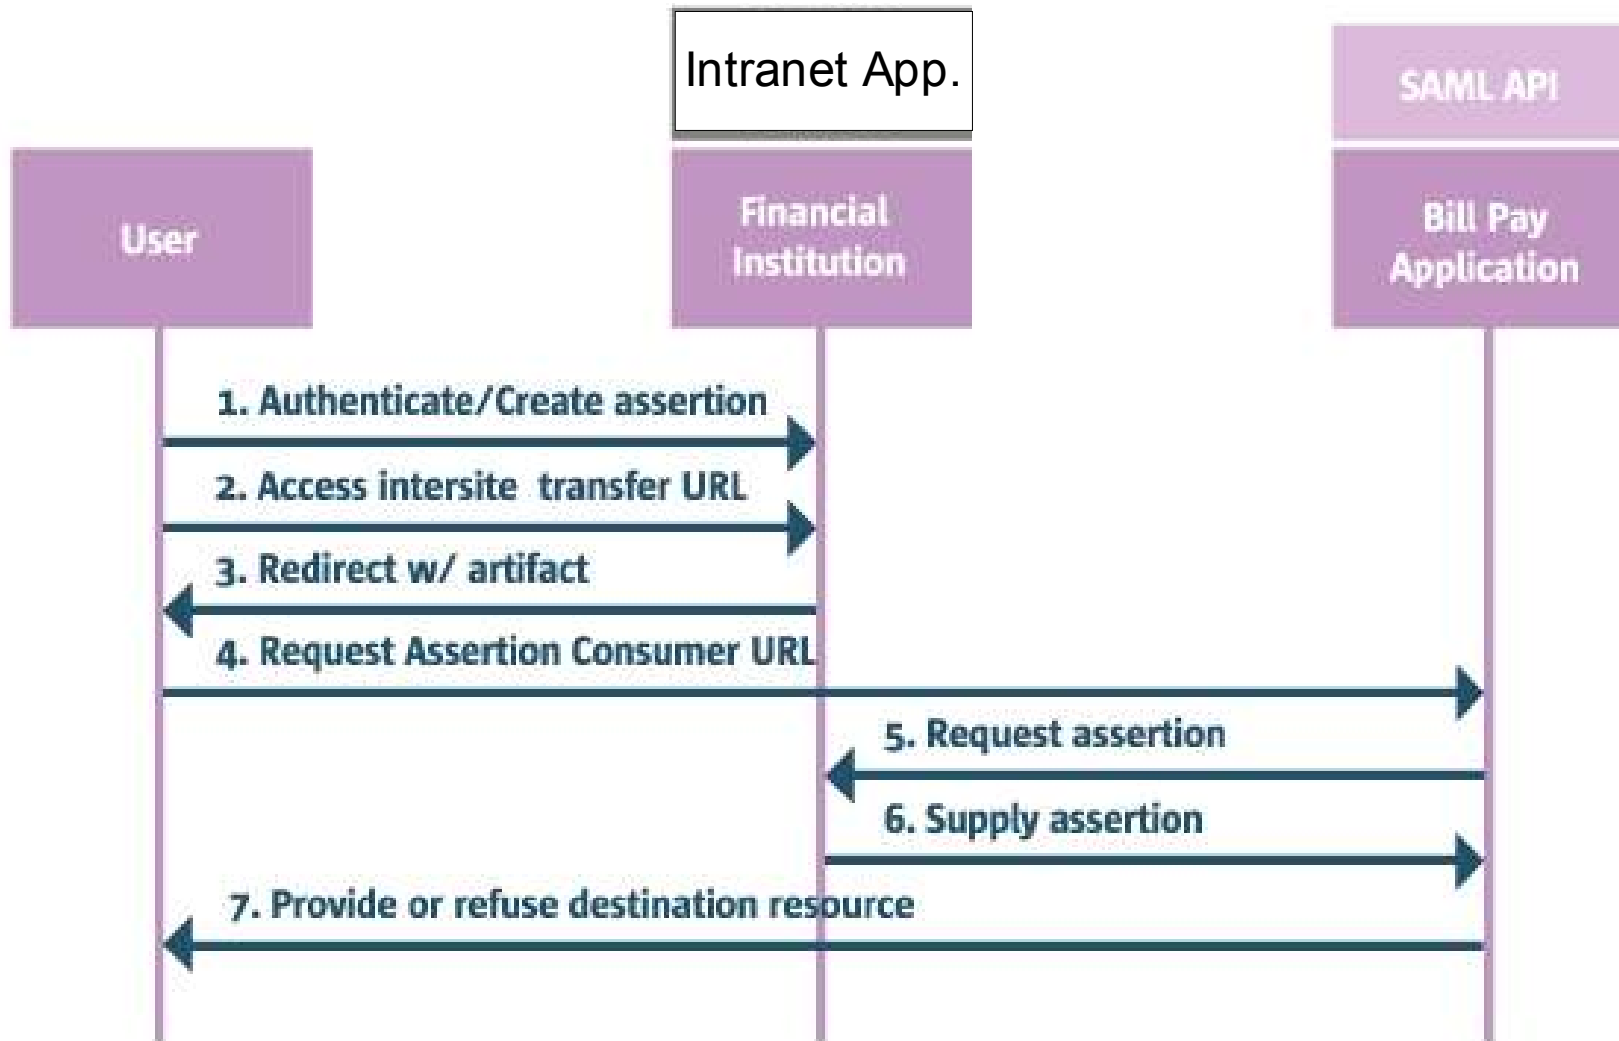 Intranet App.
SAML API
User
Financial
Institution
Bill Pay
Application
1. Authenticate/Create assertion
2. Access intersite transfer URL
3. Redirect w/ artifact
4. Request Assertion Consumer URL
5. Request assertion
6. Supply assertion
7. Provide or refuse destination resource